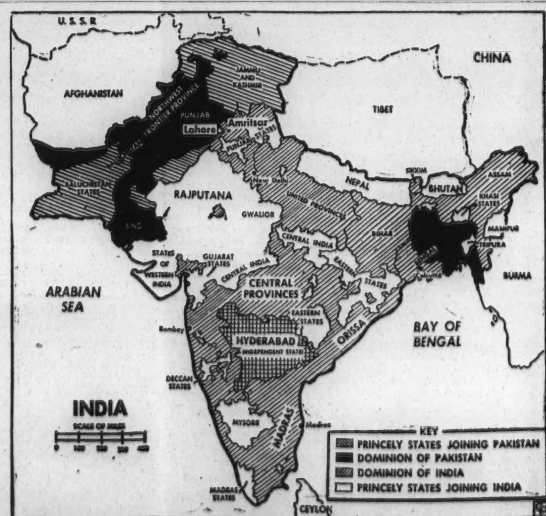 U. S. S. R.
CHINA
AFGHANISTAN
JAMMU
AND
KASHMIR
TIBET
NORTHWEST
FRONTIER PROVINCE
PUNJAB
Lahore
Amritsar
PUNJAB STATES
BALUCHISTAN
STATES
New Delhi
NEPAL
SIKKIM
BHUTAN
ASSAM
KHASI
STATES
MANIPUR
TRIPURA
BURMA
RAJPUTANA
UNITED PROVINCES
GWALIOR
BIHAR
SIND
CENTRAL INDIA
STATES
OF
WESTERN
INDIA
GUJARAT
STATES
CENTRAL INDIA
EASTERN
STATES
Calcutta
CENTRAL
PROVINCES
EASTERN
STATES
ORISSA
ARABIAN
SEA
BAY OF
BENGAL
Bombay
HYDERABAD
(INDEPENDENT STATE)
DECCAN
STATES
MYSORE
MADRAS
Madras
MADRAS
STATES
CEYLON
INDIA
SCALE OF MILES
0 100 200 300 400
KEY
PRINCELY STATES JOINING PAKISTAN
DOMINION OF PAKISTAN
DOMINION OF INDIA
PRINCELY STATES JOINING INDIA